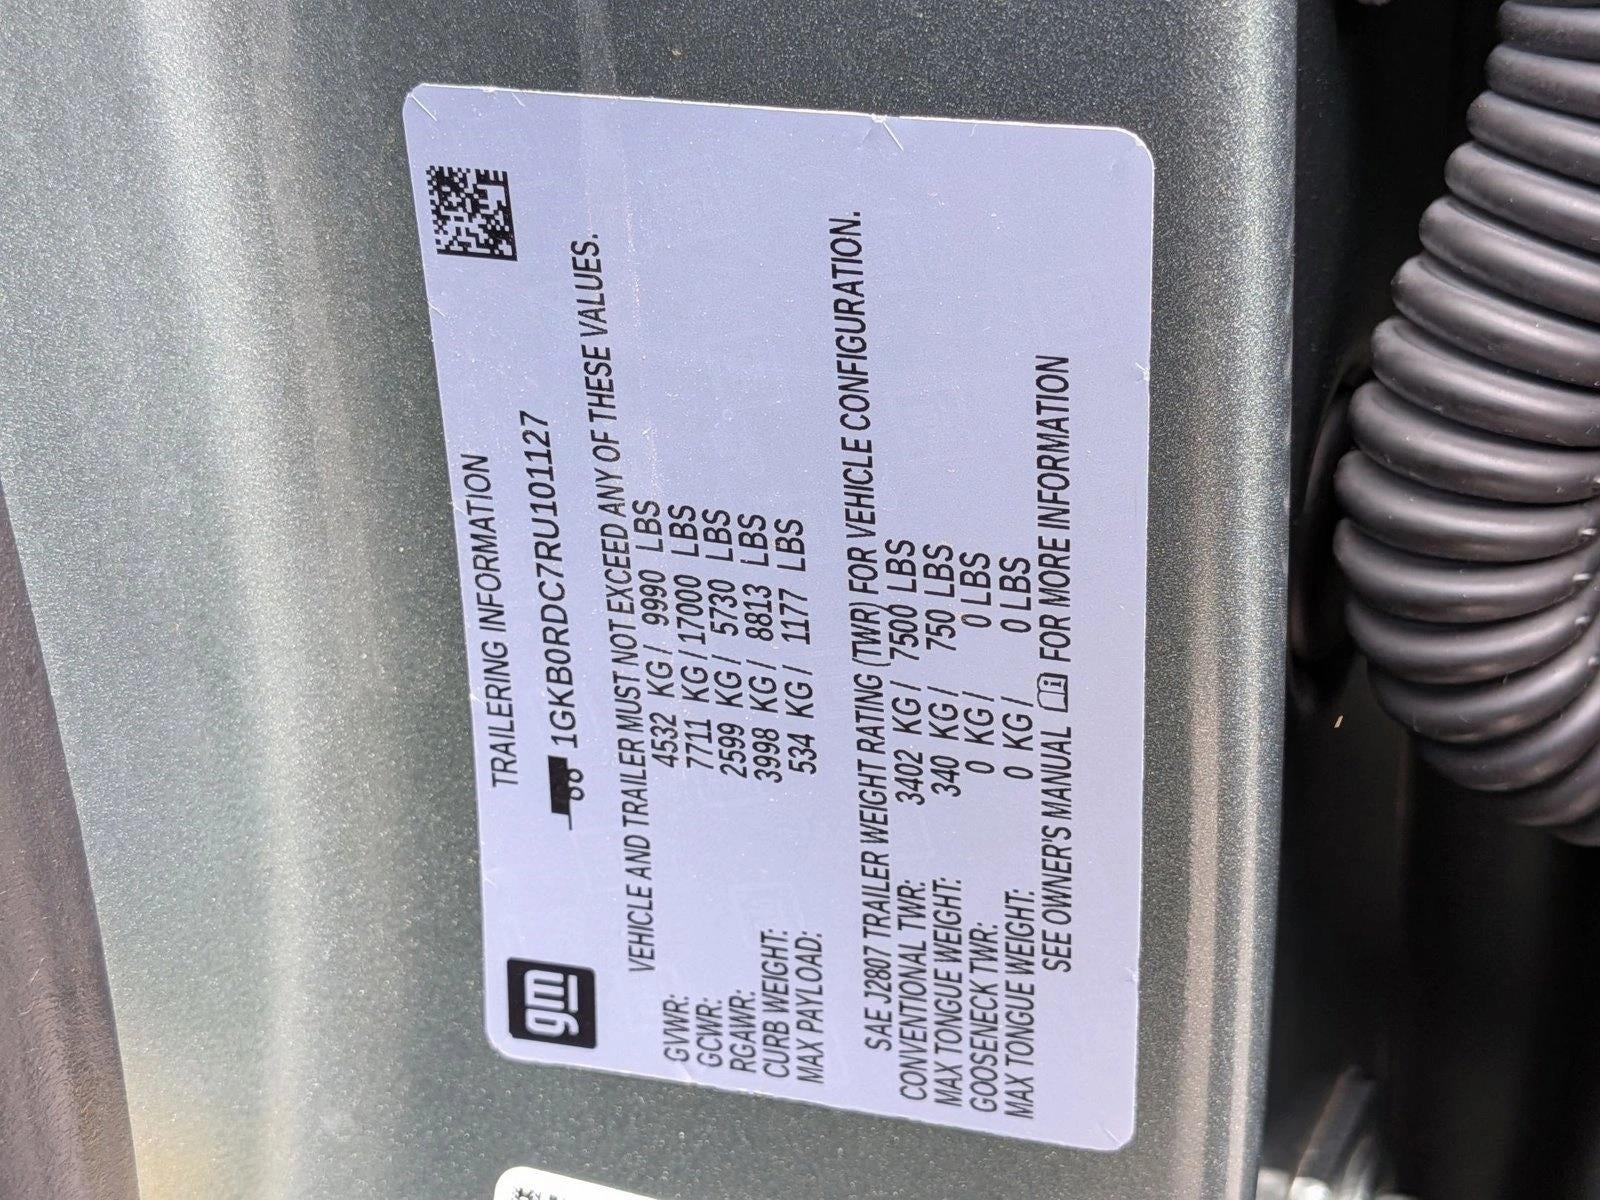 gm
TRAILERING INFORMATION
1GKB0RDC7RU101127
VEHICLE AND TRAILER MUST NOT EXCEED ANY OF THESE VALUES.
GVWR: 4532 KG / 9990 LBS
GCWR: 7711 KG / 17000 LBS
RGAWR: 2599 KG / 5730 LBS
CURB WEIGHT: 3998 KG / 8813 LBS
MAX PAYLOAD: 534 KG / 1177 LBS
SAE J2807 TRAILER WEIGHT RATING (TWR) FOR VEHICLE CONFIGURATION.
CONVENTIONAL TWR: 3402 KG / 7500 LBS
MAX TONGUE WEIGHT: 340 KG / 750 LBS
GOOSENECK TWR: 0 KG / 0 LBS
MAX TONGUE WEIGHT: 0 KG / 0 LBS
SEE OWNER'S MANUAL FOR MORE INFORMATION